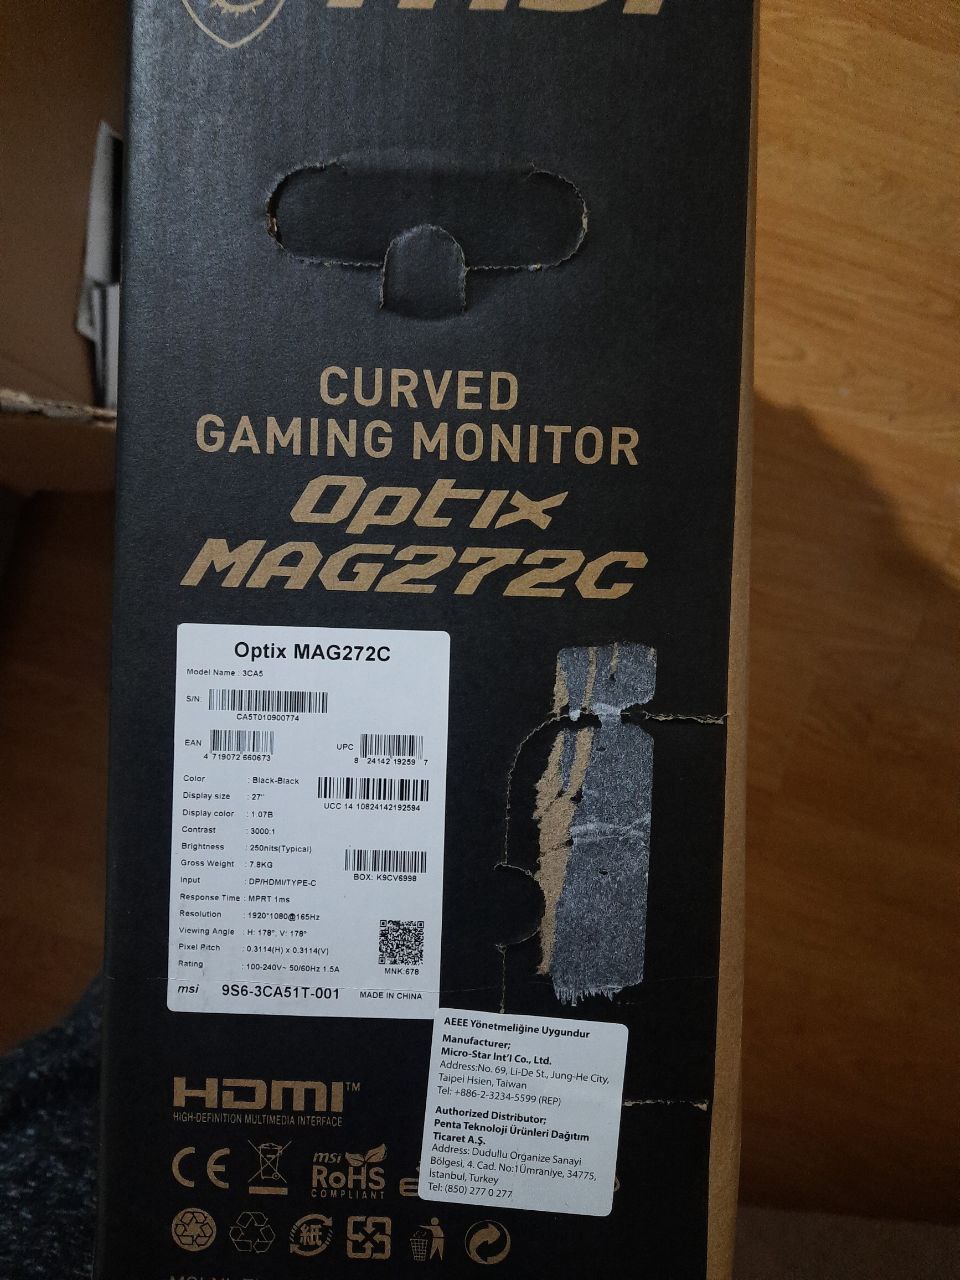 CURVED
GAMING MONITOR
Optix
MAG272C
Optix MAG272C
Model Name : 3CA5
S/N:
CA5T010900774
EAN
4 719072 660673
UPC
8 24142 19259 7
Color : Black-Black
UCC 14 10824142192594
Display size : 27"
Display color : 1.07B
Contrast : 3000:1
Brightness : 250nits(Typical)
Gross Weight : 7.8KG
BOX: K9CV6998
Input : DP/HDMI/TYPE-C
Response Time : MPRT 1ms
Resolution : 1920*1080@165Hz
Viewing Angle : H: 178°, V: 178°
Pixel Pitch : 0.3114(H) x 0.3114(V)
Rating : 100-240V~ 50/60Hz 1.5A
MNK:678
msi 9S6-3CA51T-001 MADE IN CHINA
AEEE Yönetmeliğine Uygundur
Manufacturer;
Micro-Star Int'l Co., Ltd.
Address:No. 69, Li-De St., Jung-He City,
Taipei Hsien, Taiwan
Tel: +886-2-3234-5599 (REP)
Authorized Distributor;
Penta Teknoloji Ürünleri Dağıtım
Ticaret A.Ş.
Address: Dudullu Organize Sanayi
Bölgesi, 4. Cad. No:1Ümraniye, 34775,
İstanbul, Turkey
Tel: (850) 277 0 277
HDMI™
HIGH-DEFINITION MULTIMEDIA INTERFACE
CE
msi
RoHS
COMPLIANT
紙